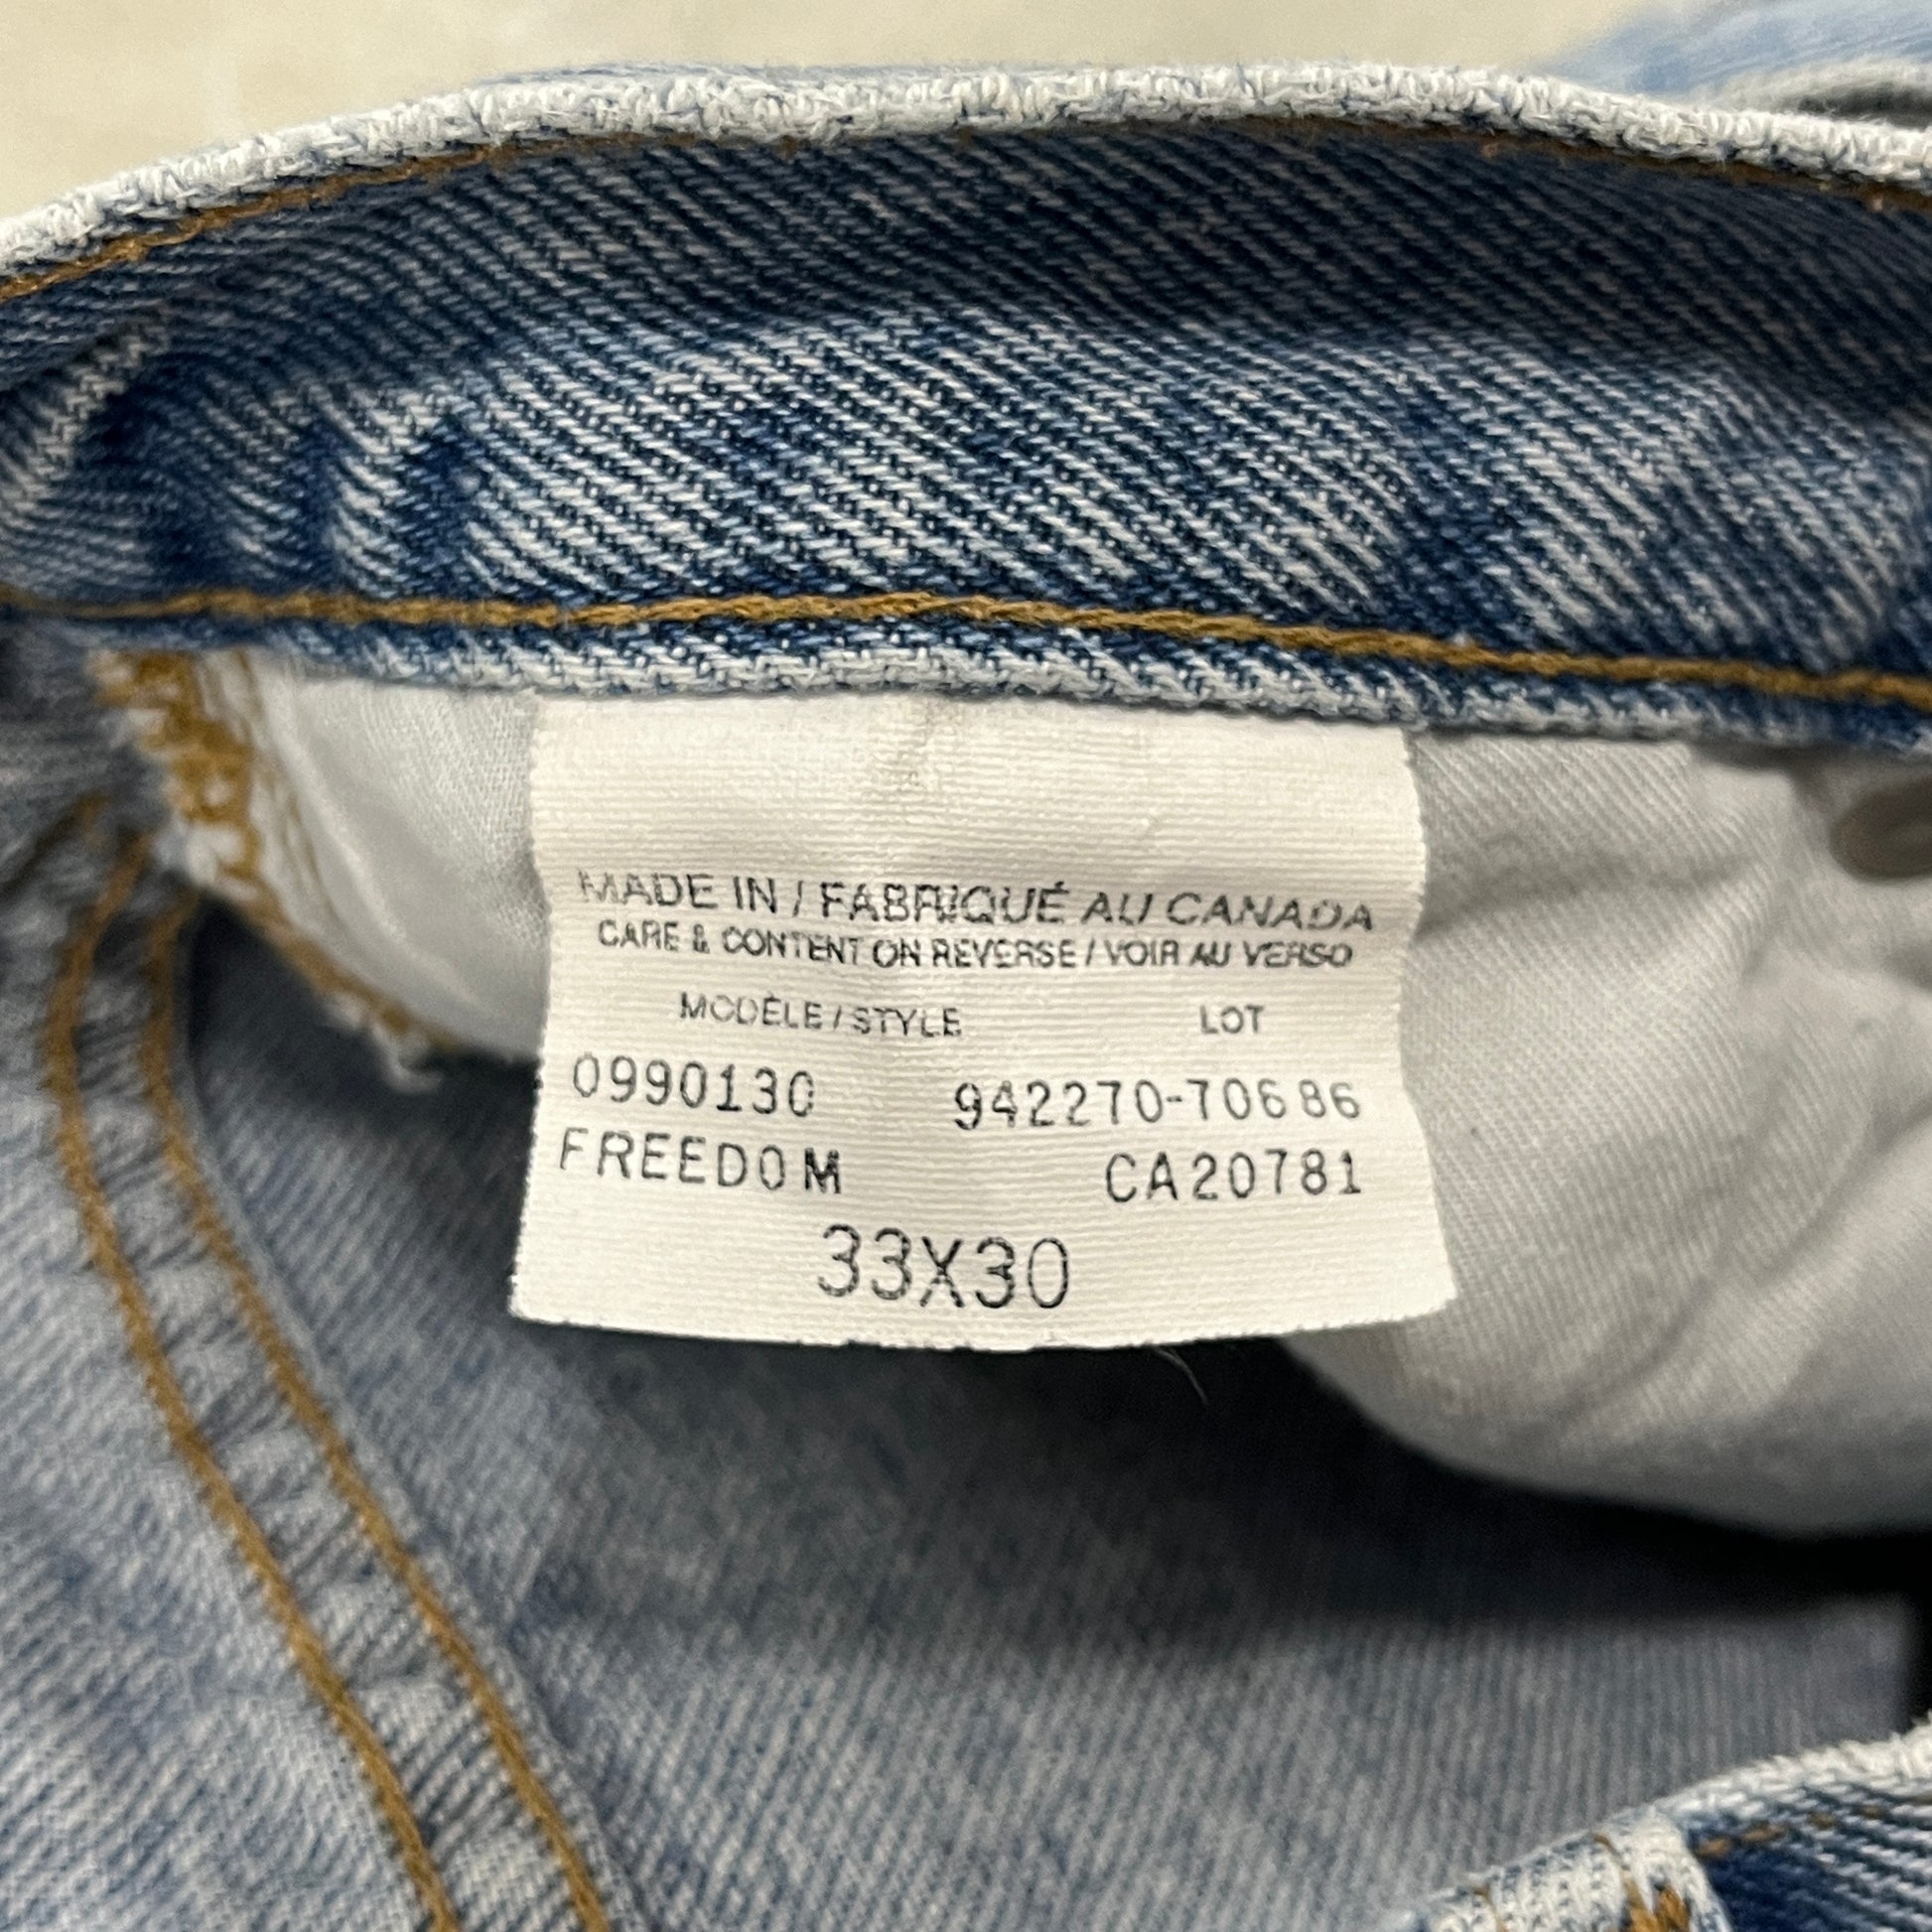 MADE IN / FABRIQUÉ AU CANADA
CARE & CONTENT ON REVERSE / VOIR AU VERSO
MODÈLE / STYLE LOT
0990130 942270-70686
FREEDOM CA20781
33X30